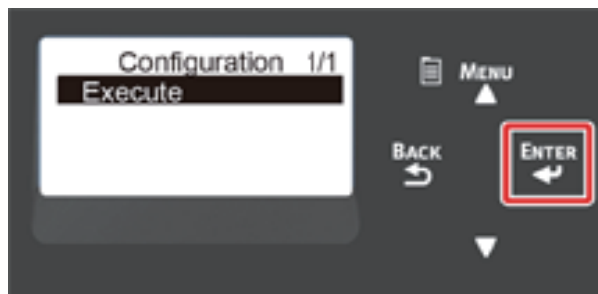 Configuration 1/1
Execute
MENU
BACK
ENTER